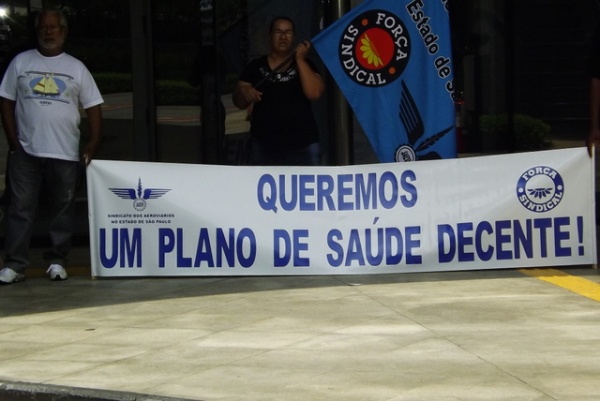 FORÇA
SINDICAL
Estado de S
SINDICATO DOS AEROVIÁRIOS
NO ESTADO DE SÃO PAULO
QUEREMOS
UM PLANO DE SAÚDE DECENTE!
FORÇA
SINDICAL